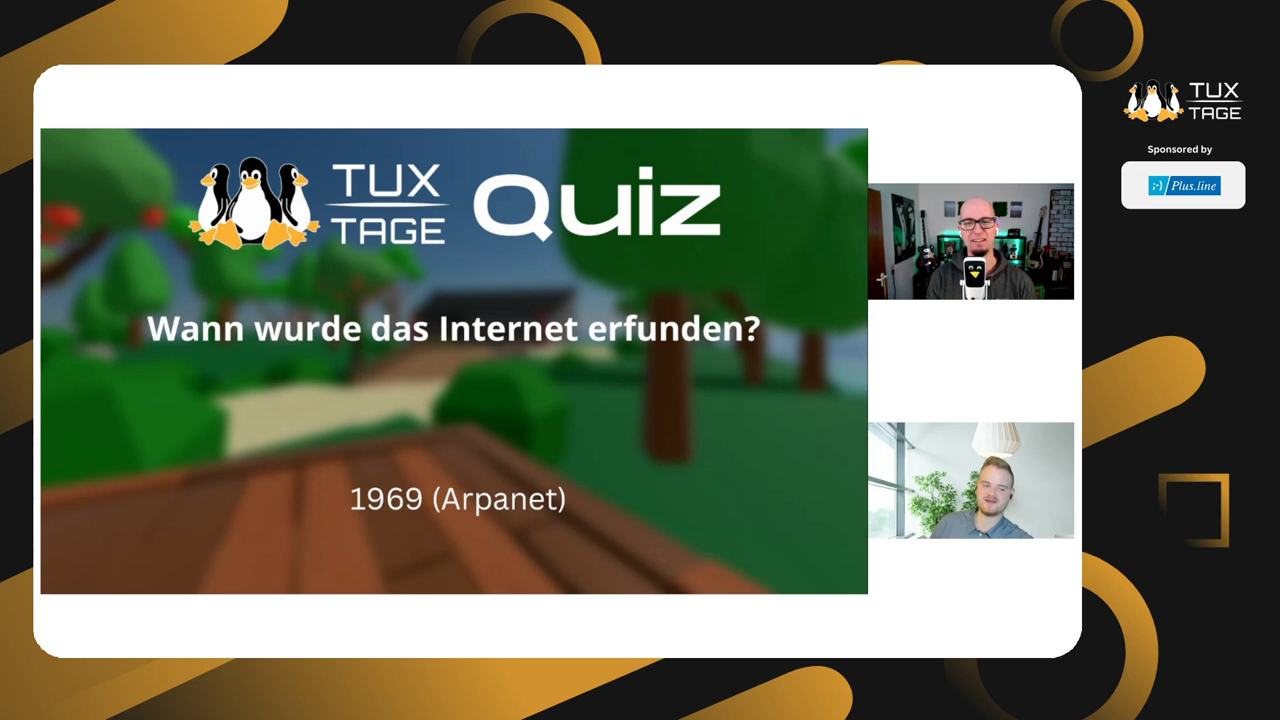 TUX
TAGE
Quiz
Wann wurde das Internet erfunden?
1969 (Arpanet)
TUX
TAGE
Sponsored by
;-) Plus.line